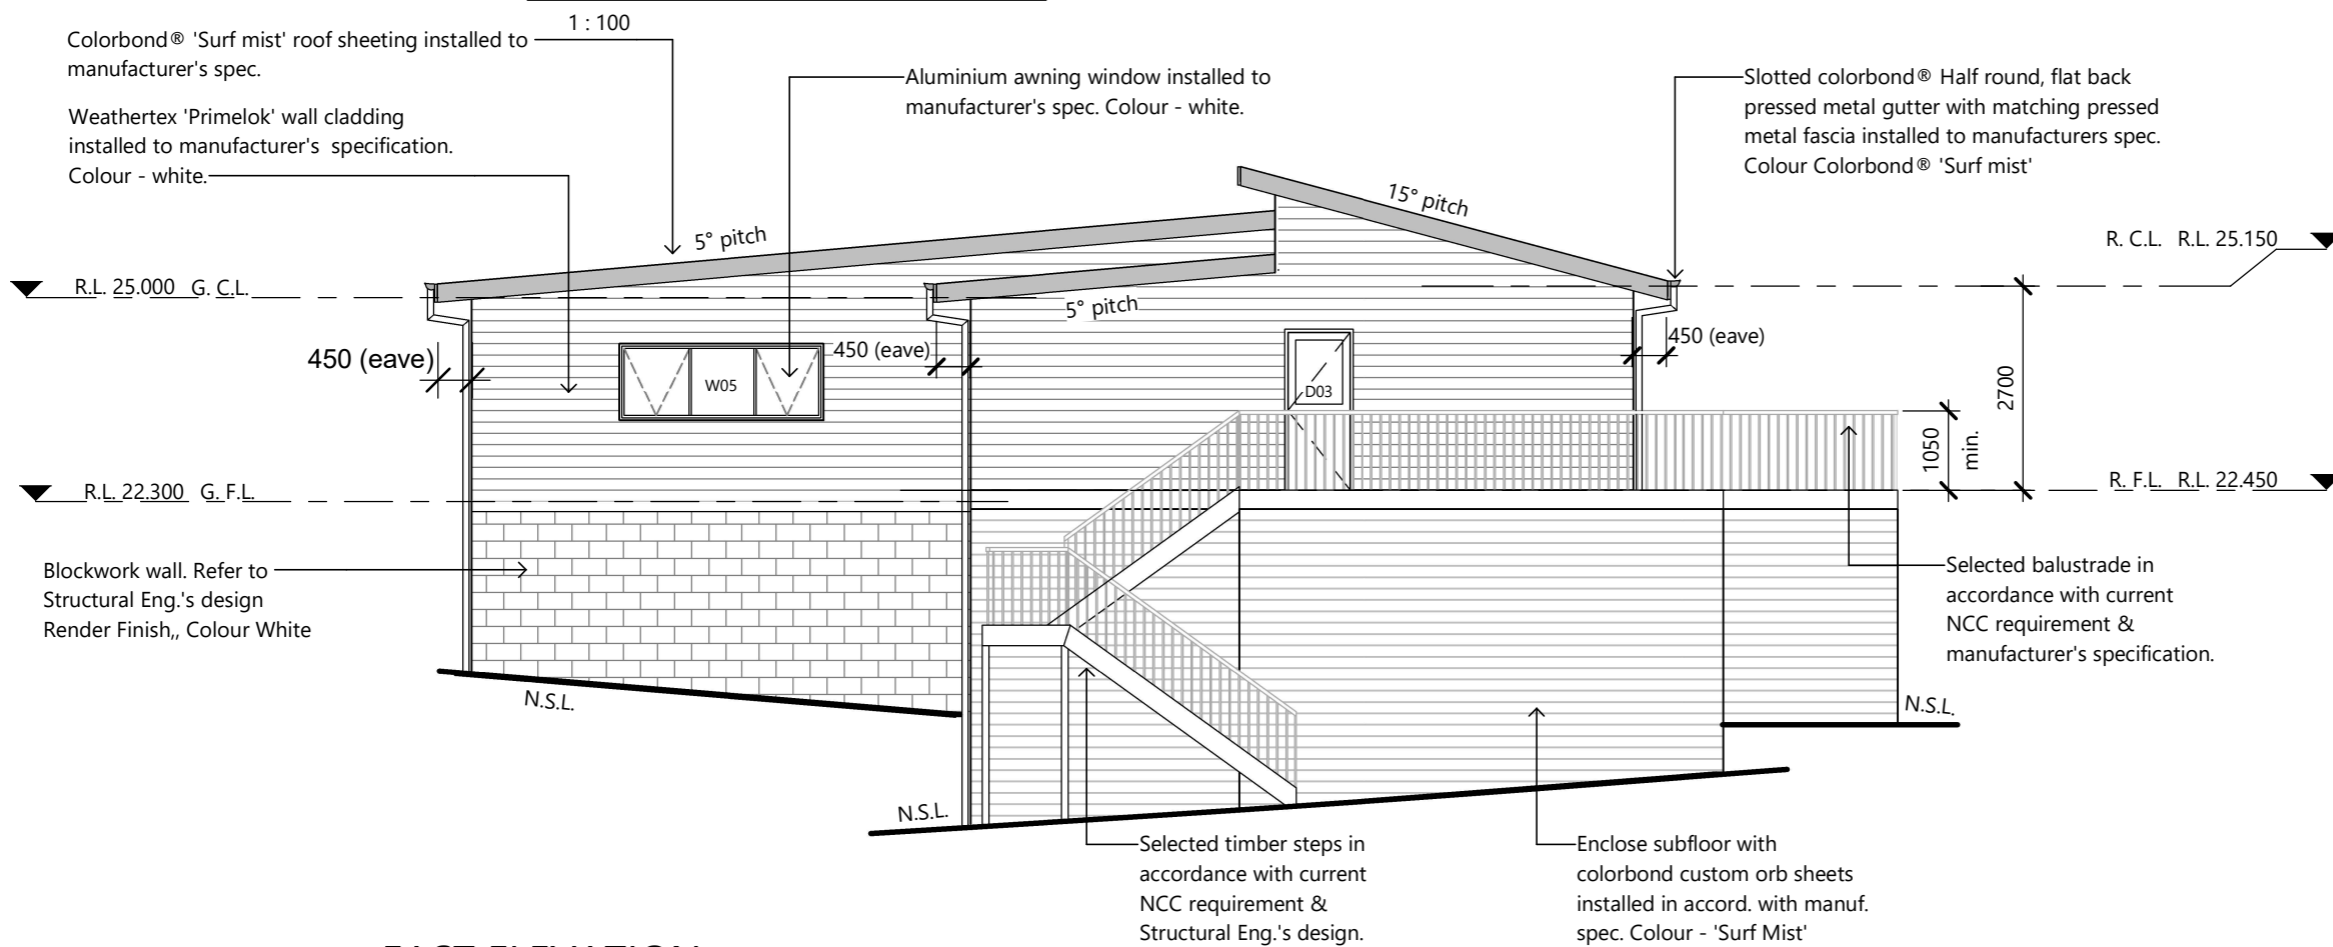 1 : 100
Colorbond® 'Surf mist' roof sheeting installed to
manufacturer's spec.
Weathertex 'Primelok' wall cladding
installed to manufacturer's specification.
Colour - white.
Aluminium awning window installed to
manufacturer's spec. Colour - white.
Slotted colorbond® Half round, flat back
pressed metal gutter with matching pressed
metal fascia installed to manufacturers spec.
Colour Colorbond® 'Surf mist'
15° pitch
5° pitch
R. C.L. R.L. 25.150
R.L. 25.000 G. C.L.
5° pitch
450 (eave)
450 (eave)
450 (eave)
W05
D03
2700
1050
min.
R.L. 22.300 G. F.L.
R. F.L. R.L. 22.450
Blockwork wall. Refer to
Structural Eng.'s design
Render Finish,, Colour White
Selected balustrade in
accordance with current
NCC requirement &
manufacturer's specification.
N.S.L.
N.S.L.
N.S.L.
Selected timber steps in
accordance with current
NCC requirement &
Structural Eng.'s design.
Enclose subfloor with
colorbond custom orb sheets
installed in accord. with manuf.
spec. Colour - 'Surf Mist'
EAST ELEVATION